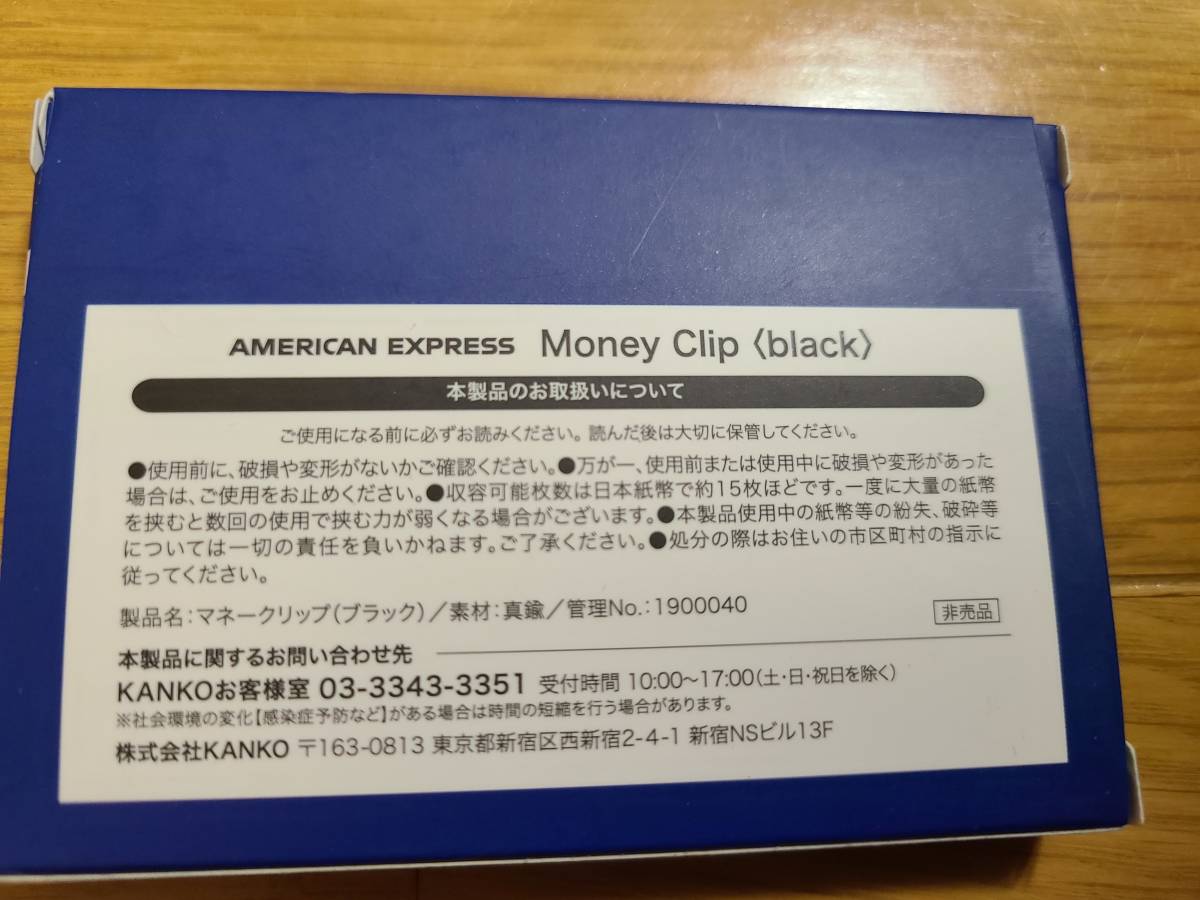 AMERICAN EXPRESS Money Clip〈black〉
本製品のお取扱いについて
ご使用になる前に必ずお読みください。読んだ後は大切に保管してください。
●使用前に、破損や変形がないかご確認ください。●万が一、使用前または使用中に破損や変形があった
場合は、ご使用をお止めください。●収容可能枚数は日本紙幣で約15枚ほどです。一度に大量の紙幣
を挟むと数回の使用で挟む力が弱くなる場合がございます。●本製品使用中の紙幣等の紛失、破砕等
については一切の責任を負いかねます。ご了承ください。●処分の際はお住いの市区町村の指示に
従ってください。
製品名:マネークリップ(ブラック)/素材:真鍮/管理No.:1900040 非売品
本製品に関するお問い合わせ先
KANKOお客様室 03-3343-3351 受付時間 10:00〜17:00(土・日・祝日を除く)
※社会環境の変化【感染症予防など】がある場合は時間の短縮を行う場合があります。
株式会社KANKO 〒163-0813 東京都新宿区西新宿2-4-1 新宿NSビル13F